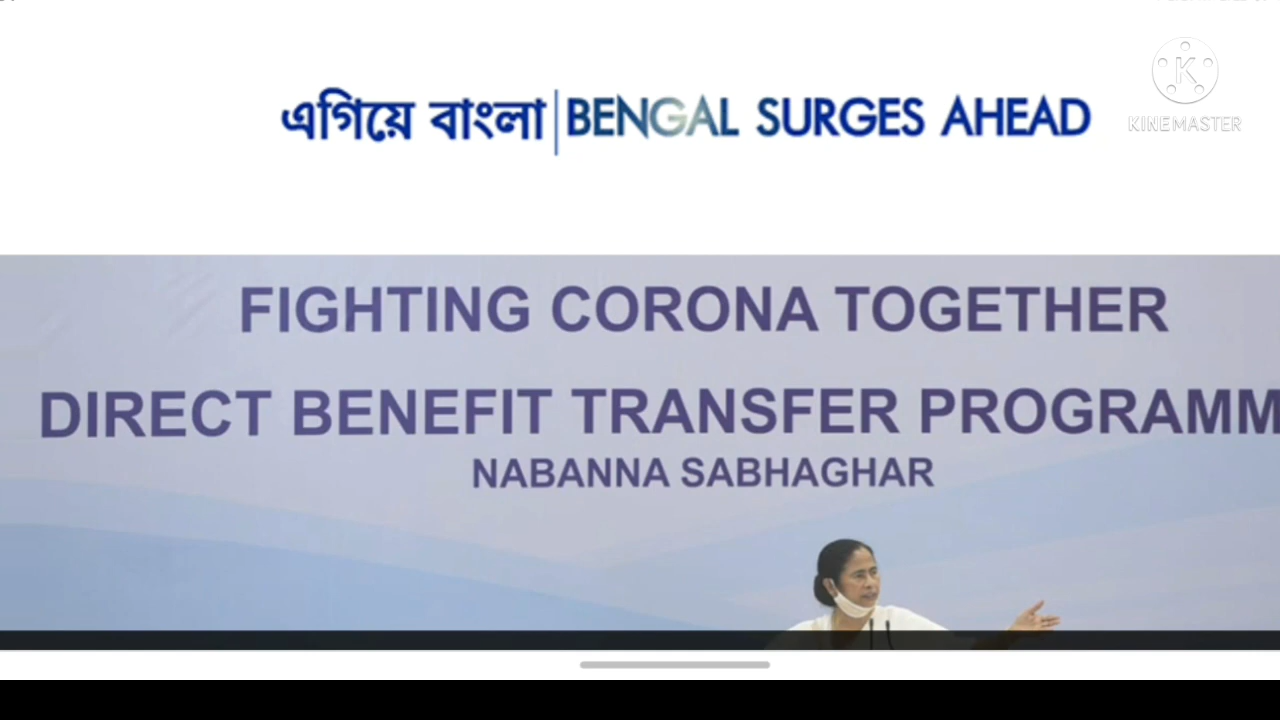 এগিয়ে বাংলা BENGAL SURGES AHEAD
K
KINEMASTER
FIGHTING CORONA TOGETHER
DIRECT BENEFIT TRANSFER PROGRAMM
NABANNA SABHAGHAR